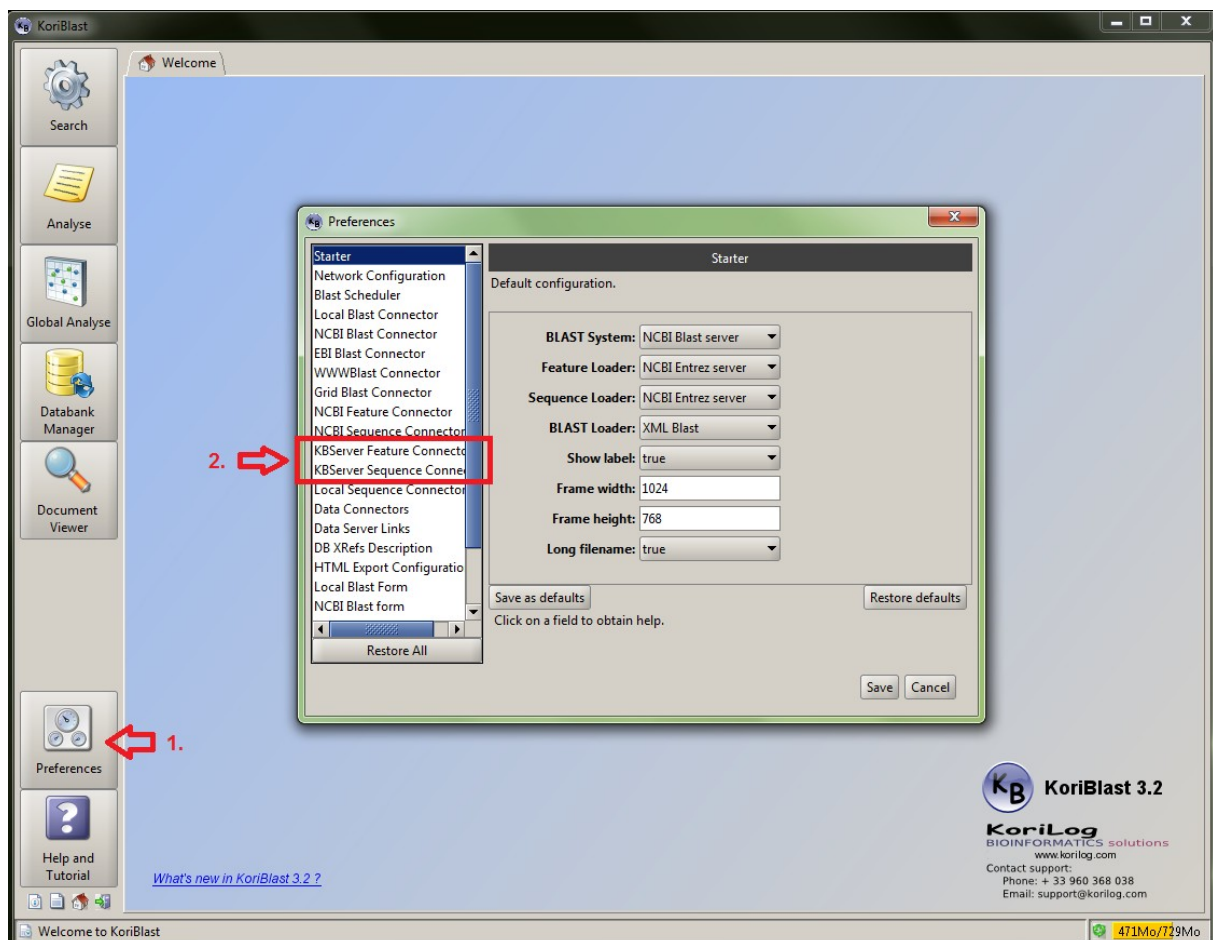 KoriBlast
Search
Analyse
Global Analyse
Databank
Manager
Document
Viewer
Preferences
Help and
Tutorial
Welcome
Preferences
Starter
Network Configuration
Blast Scheduler
Local Blast Connector
NCBI Blast Connector
EBI Blast Connector
WWWBlast Connector
Grid Blast Connector
NCBI Feature Connector
NCBI Sequence Connector
KBServer Feature Connecto
KBServer Sequence Connec
Local Sequence Connector
Data Connectors
Data Server Links
DB XRefs Description
HTML Export Configuratio
Local Blast Form
NCBI Blast form
Restore All
Starter
Default configuration.
BLAST System: NCBI Blast server
Feature Loader: NCBI Entrez server
Sequence Loader: NCBI Entrez server
BLAST Loader: XML Blast
Show label: true
Frame width: 1024
Frame height: 768
Long filename: true
Save as defaults Restore defaults
Click on a field to obtain help.
Save Cancel
2.
1.
What's new in KoriBlast 3.2 ?
KB KoriBlast 3.2
KoriLog
BIOINFORMATICS solutions
www.korilog.com
Contact support:
Phone: + 33 960 368 038
Email: support@korilog.com
Welcome to KoriBlast
471Mo/729Mo